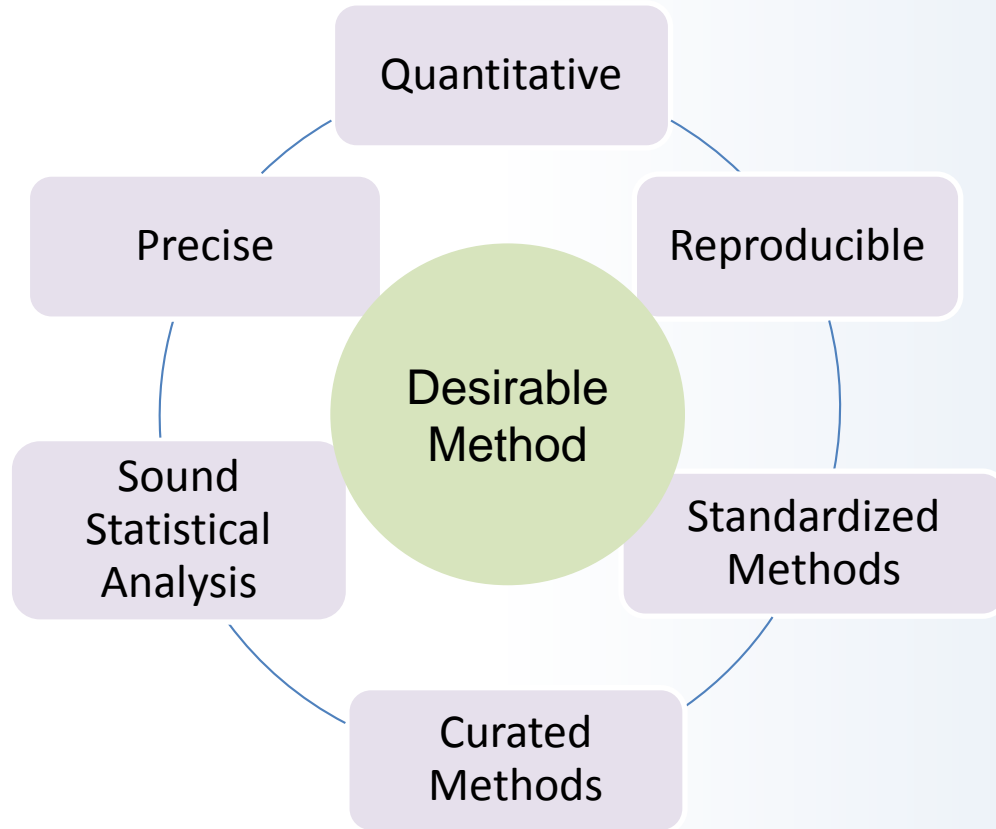 Quantitative
Reproducible
Standardized
Methods
Curated
Methods
Sound
Statistical
Analysis
Precise
Desirable
Method